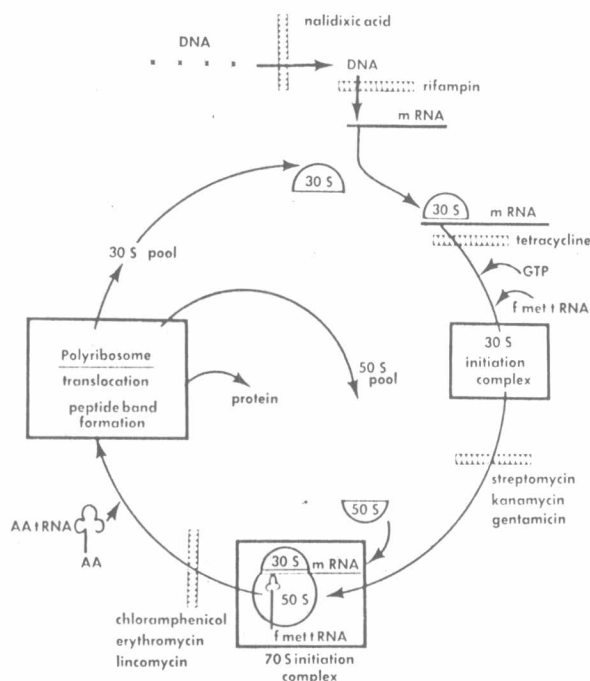 nalidixic acid
DNA
DNA
rifampin
m RNA
30 S
30 S
m RNA
tetracycline
GTP
f met t RNA
30 S pool
30 S
initiation
complex
Polyribosome
translocation
peptide band
formation
protein
50 S
pool
streptomycin
kanamycin
gentamicin
50 S
AA t RNA
AA
30 S
m RNA
50 S
f met t RNA
chloramphenicol
erythromycin
lincomycin
70 S initiation
complex